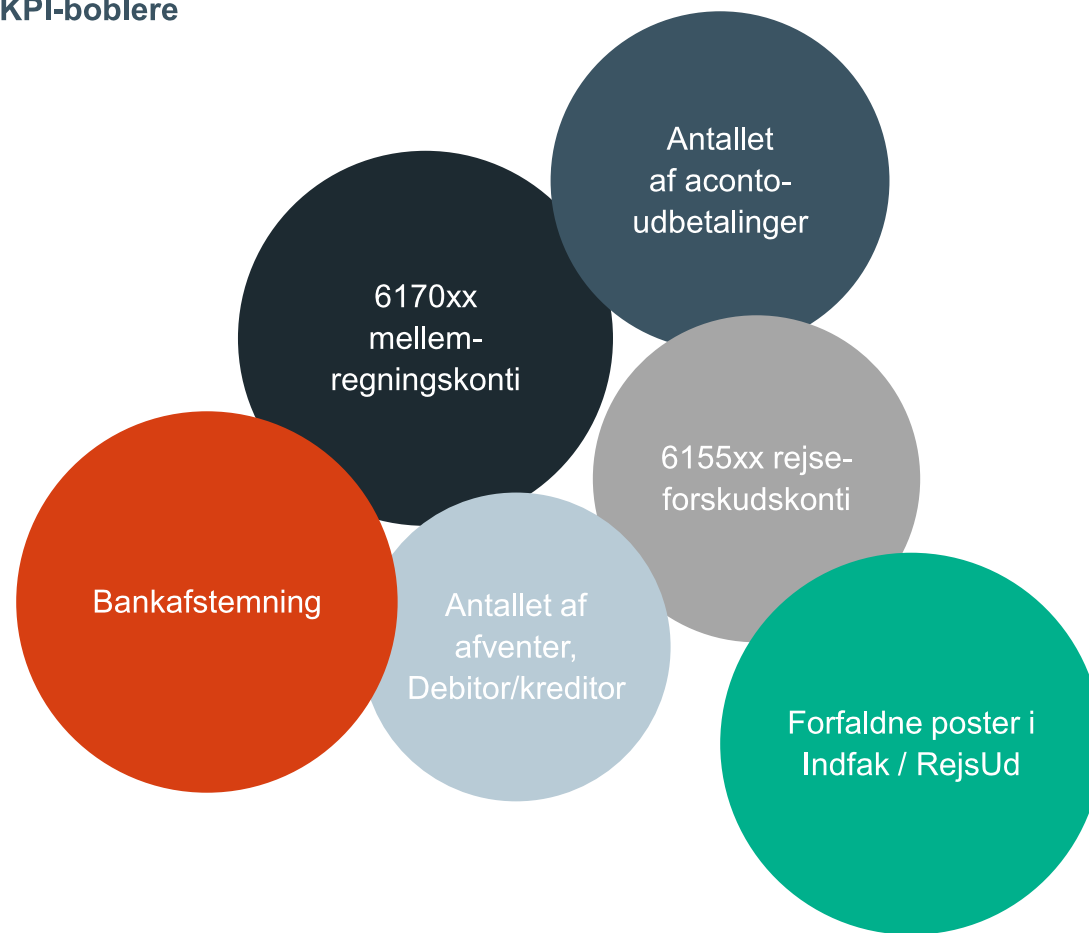 KPI-boblere
Antallet
af aconto-
udbetalinger
6170xx
mellem-
regningskonti
6155xx rejse-
forskudskonti
Bankafstemning
Antallet af
afventer,
Debitor/kreditor
Forfaldne poster i
Indfak / RejsUd